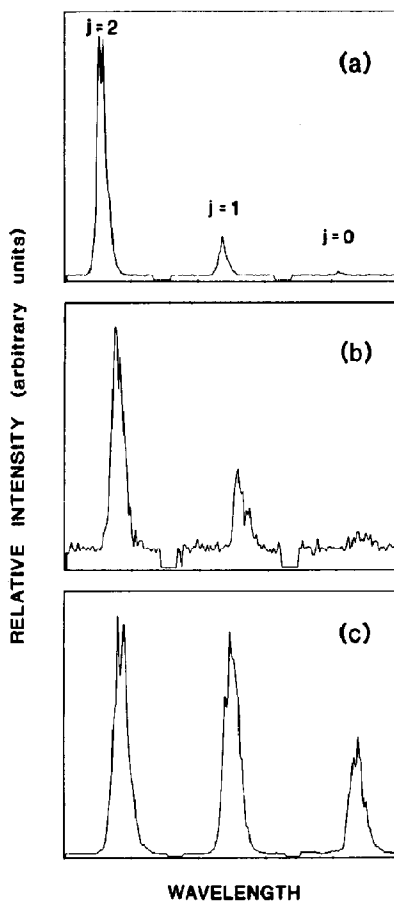 j=2
(a)
j=1
j=0
(b)
(c)
RELATIVE INTENSITY (arbitrary units)
WAVELENGTH